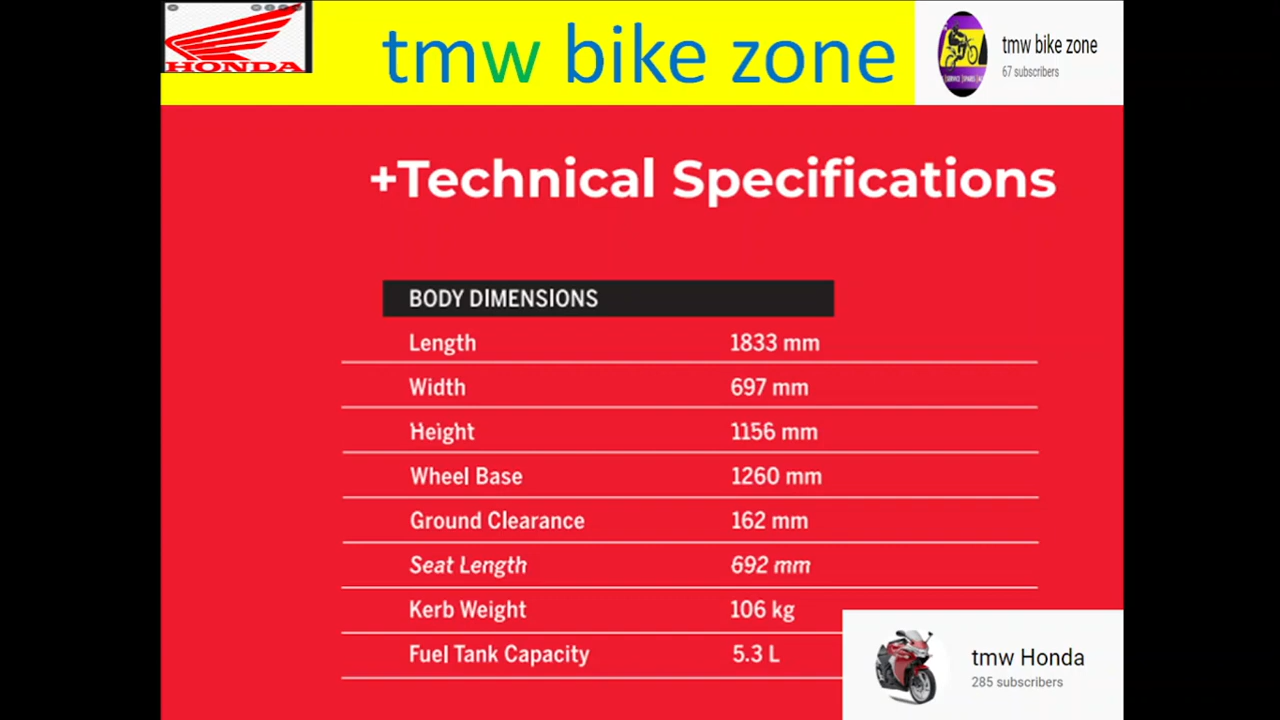 HONDA
tmw bike zone
tmw bike zone
67 subscribers
+Technical Specifications
BODY DIMENSIONS
Length 1833 mm
Width 697 mm
Height 1156 mm
Wheel Base 1260 mm
Ground Clearance 162 mm
Seat Length 692 mm
Kerb Weight 106 kg
Fuel Tank Capacity 5.3 L
tmw Honda
285 subscribers